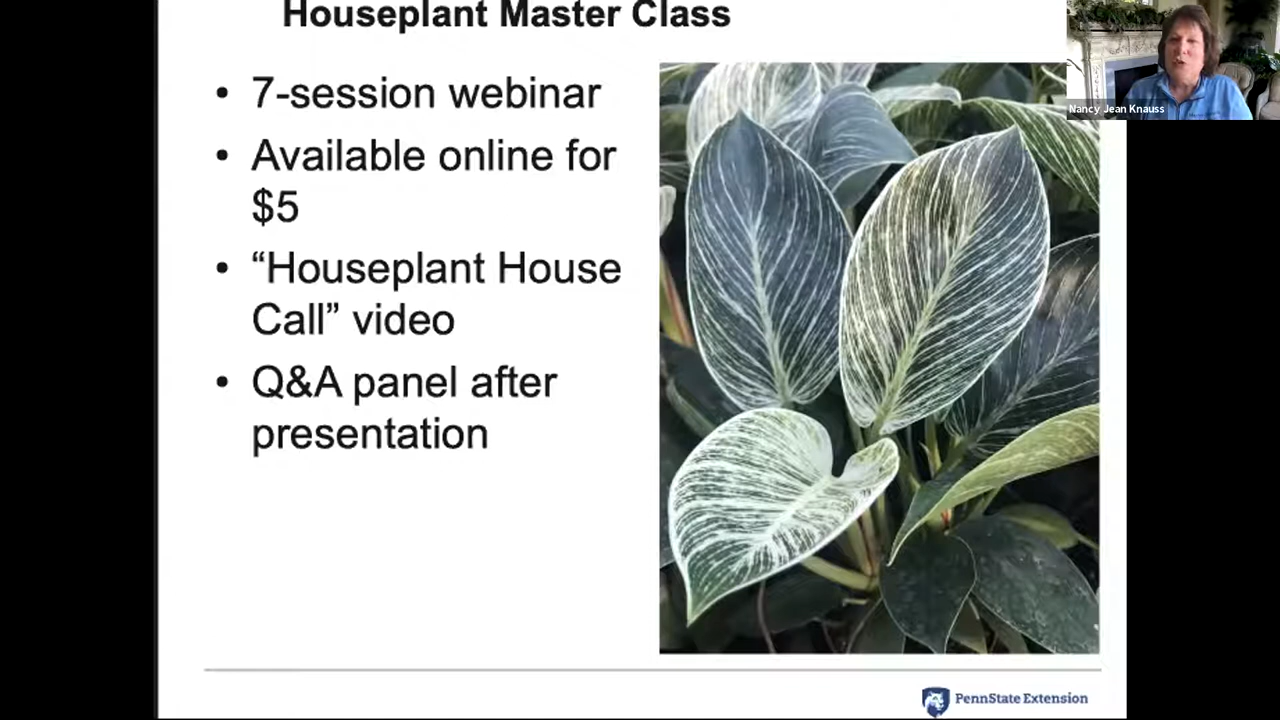 Houseplant Master Class
Nancy Jean Knauss
• 7-session webinar
• Available online for
$5
• “Houseplant House
Call” video
• Q&A panel after
presentation
PennState Extension